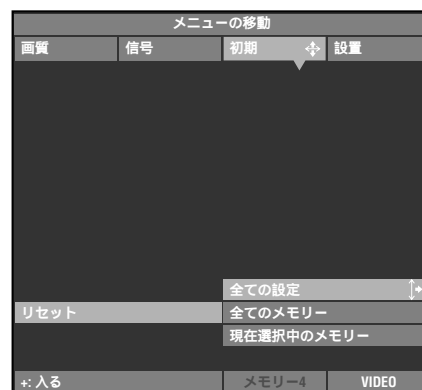 メニューの移動
画質 信号 初期 設置
全ての設定
リセット 全てのメモリー
現在選択中のメモリー
+: 入る メモリー4 VIDEO